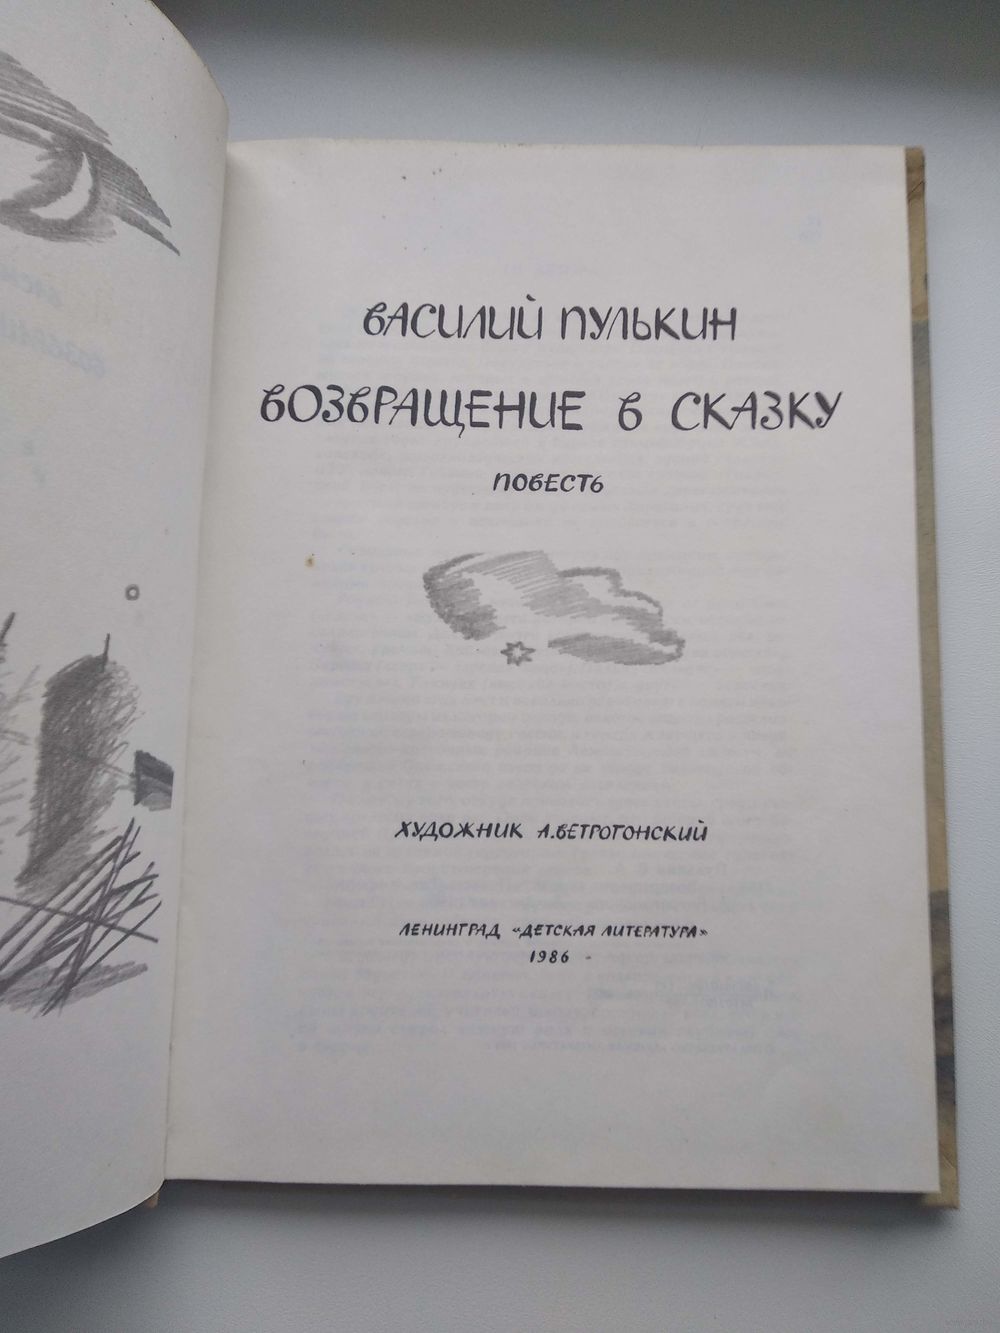 ВАСИЛИЙ ПУЛЬКИН
ВОЗВРАЩЕНИЕ В СКАЗКУ
ПОВЕСТЬ
ХУДОЖНИК А.ВЕТРОГОНСКИЙ
ЛЕНИНГРАД «ДЕТСКАЯ ЛИТЕРАТУРА»
1986